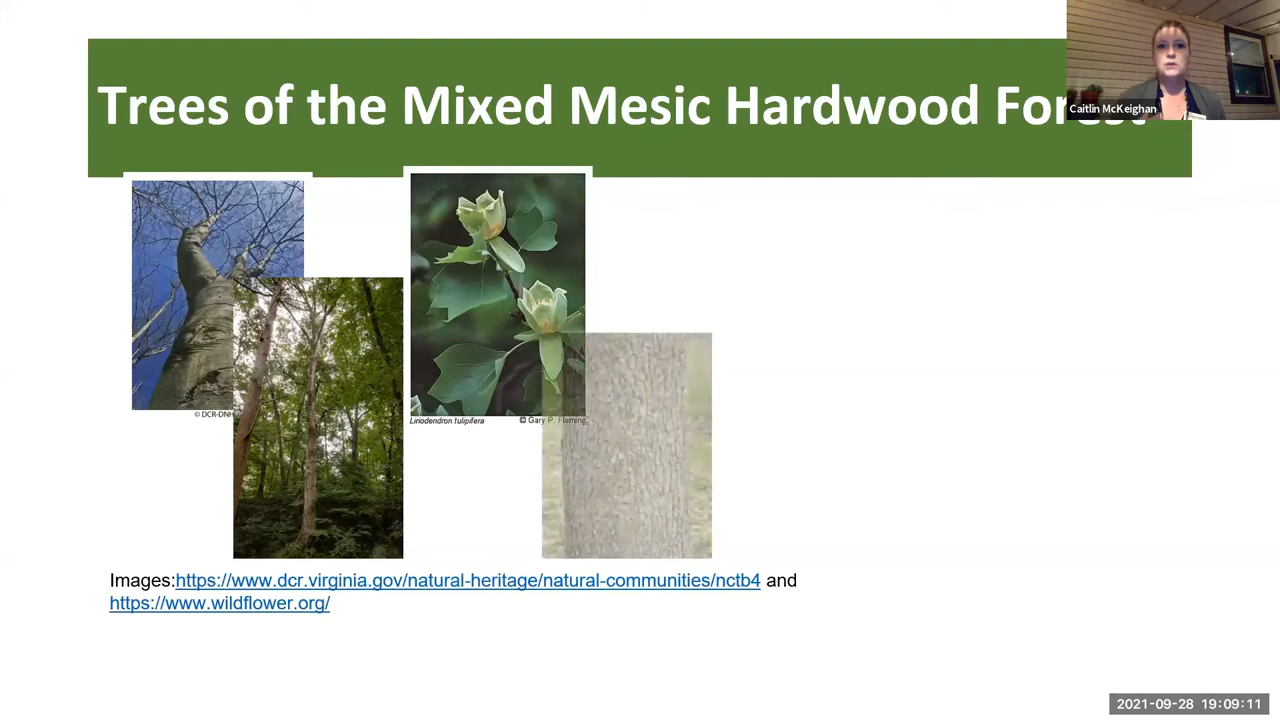 Trees of the Mixed Mesic Hardwood Forest
Caitlin McKeighan
© DCR-DNH
Liriodendron tulipifera
© Gary P. Fleming
Images:https://www.dcr.virginia.gov/natural-heritage/natural-communities/nctb4 and
https://www.wildflower.org/
2021-09-28 19:09:11